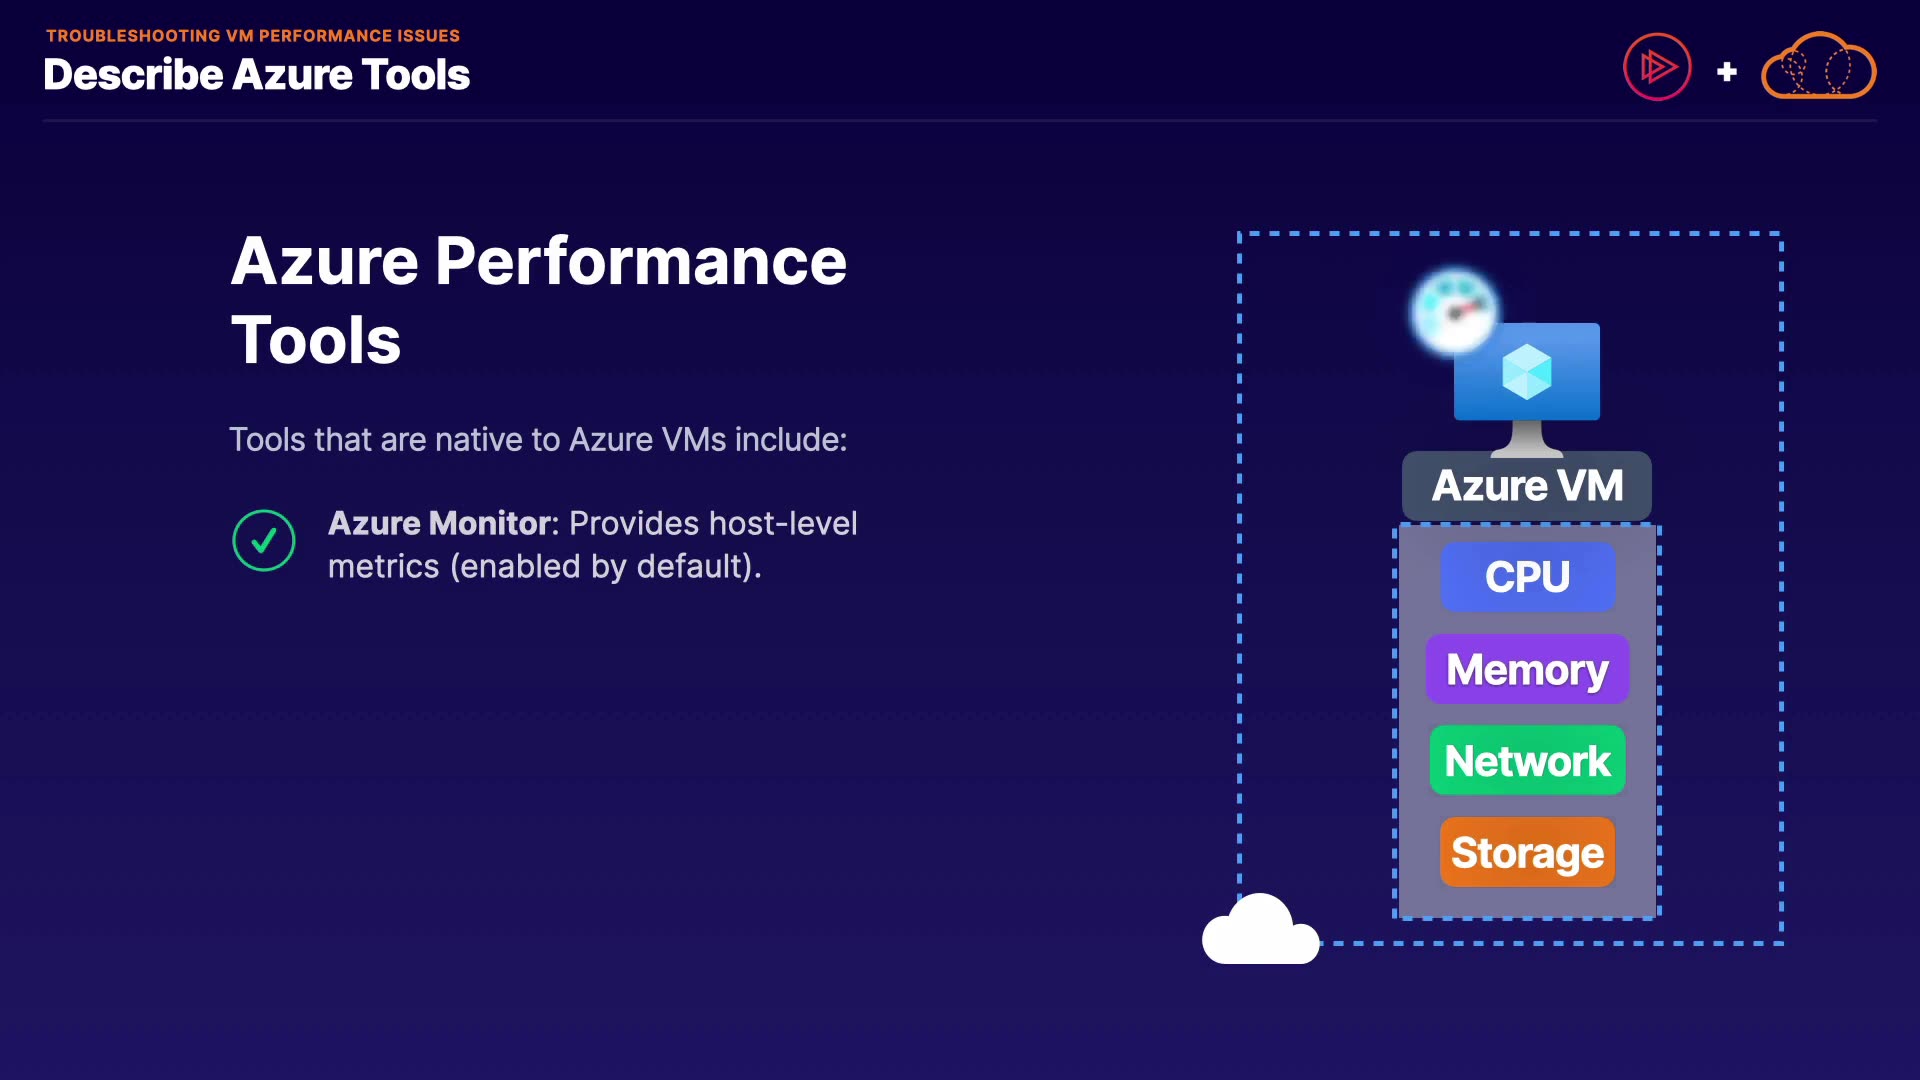 TROUBLESHOOTING VM PERFORMANCE ISSUES
Describe Azure Tools
Azure Performance
Tools
Tools that are native to Azure VMs include:
Azure Monitor: Provides host-level
metrics (enabled by default).
Azure VM
CPU
Memory
Network
Storage